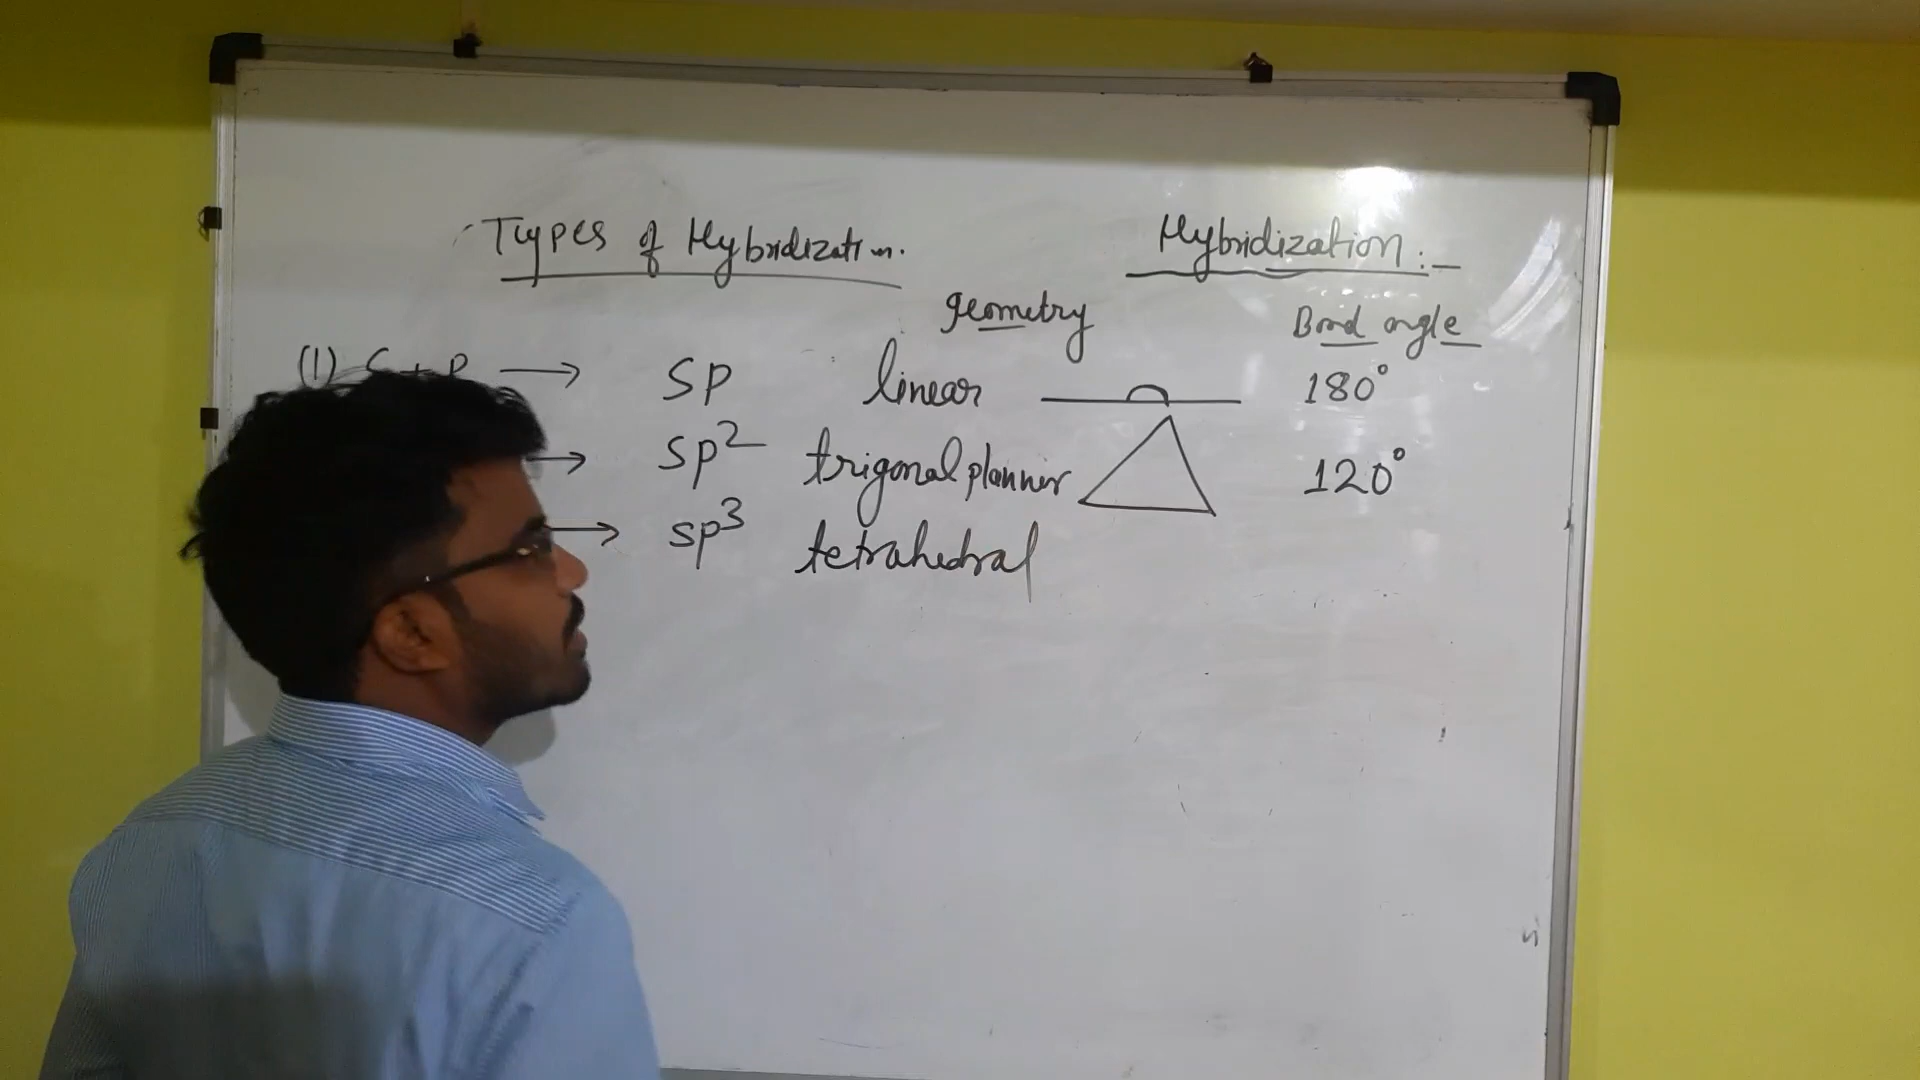 Types of Hybridization.
Hybridization:-
geometry
Bond angle
(1) S + P → SP linear 180°
→ SP² trigonal planner 120°
→ SP³ tetrahedral